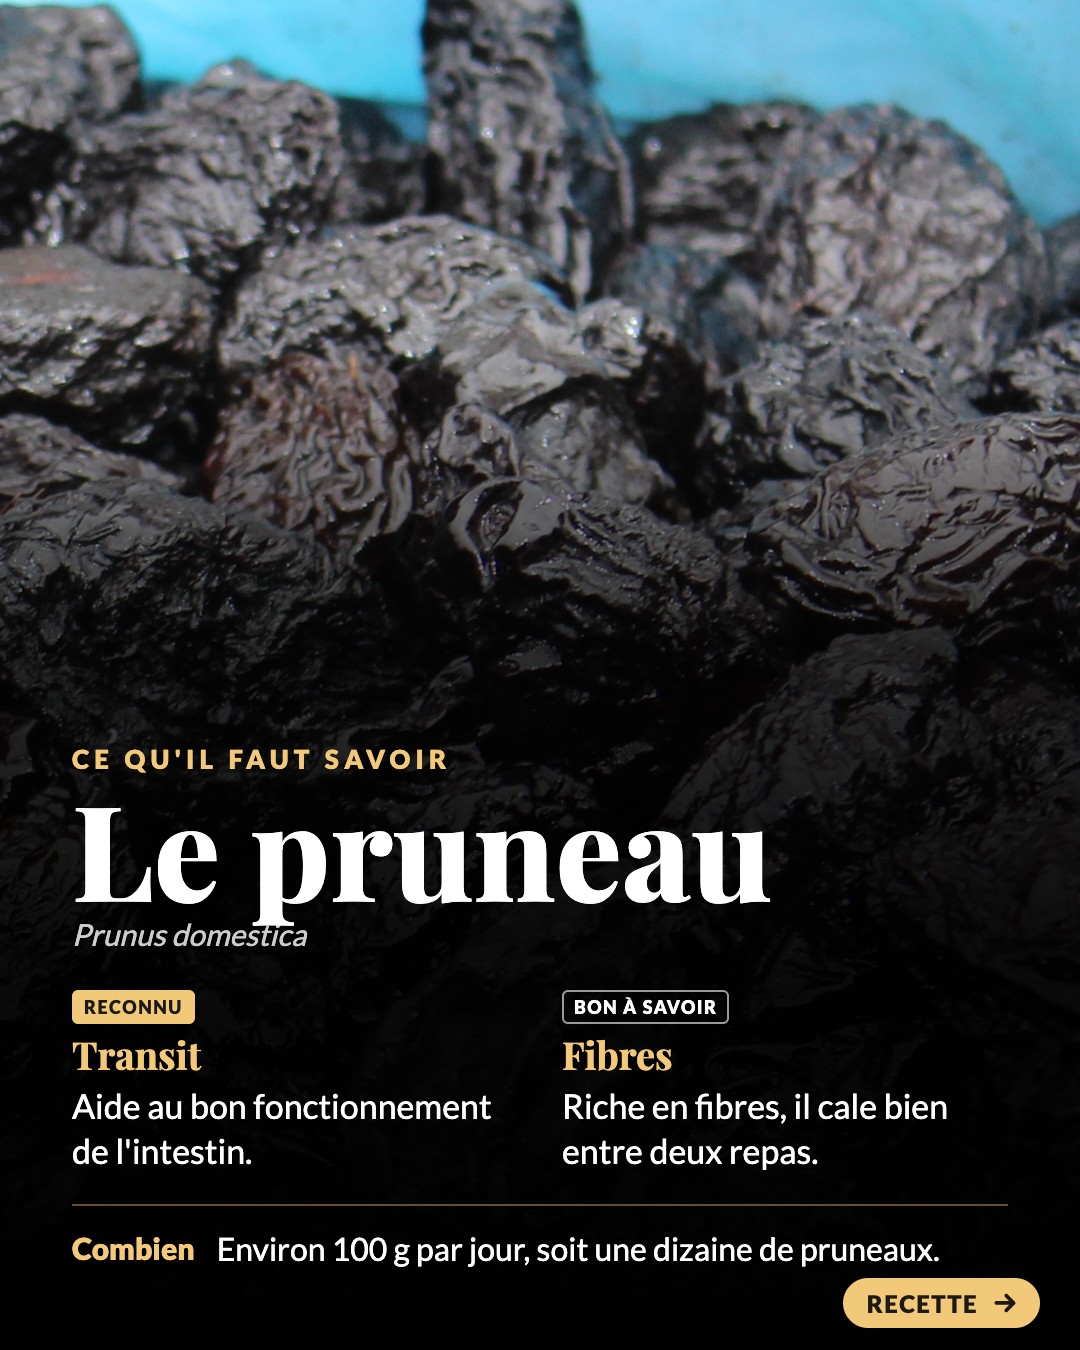 CE QU'IL FAUT SAVOIR
Le pruneau
Prunus domestica
RECONNU
Transit
Aide au bon fonctionnement
de l'intestin.
BON À SAVOIR
Fibres
Riche en fibres, il cale bien
entre deux repas.
Combien Environ 100 g par jour, soit une dizaine de pruneaux.
RECETTE →